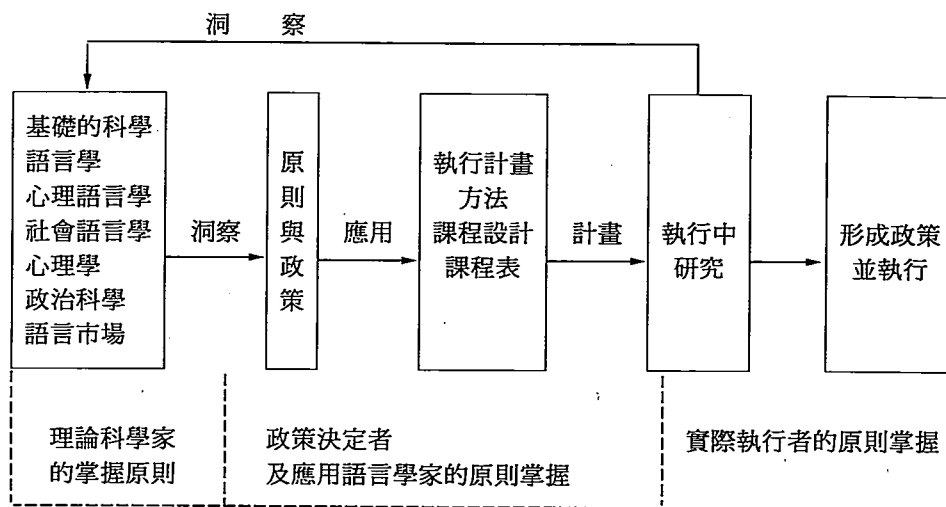 洞　察
基礎的科學
語言學
心理語言學
社會語言學
心理學
政治科學
語言市場
洞察
原則與政策
應用
執行計畫
方法
課程設計
課程表
計畫
執行中
研究
形成政策
並執行
理論科學家
的掌握原則
政策決定者
及應用語言學家的原則掌握
實際執行者的原則掌握